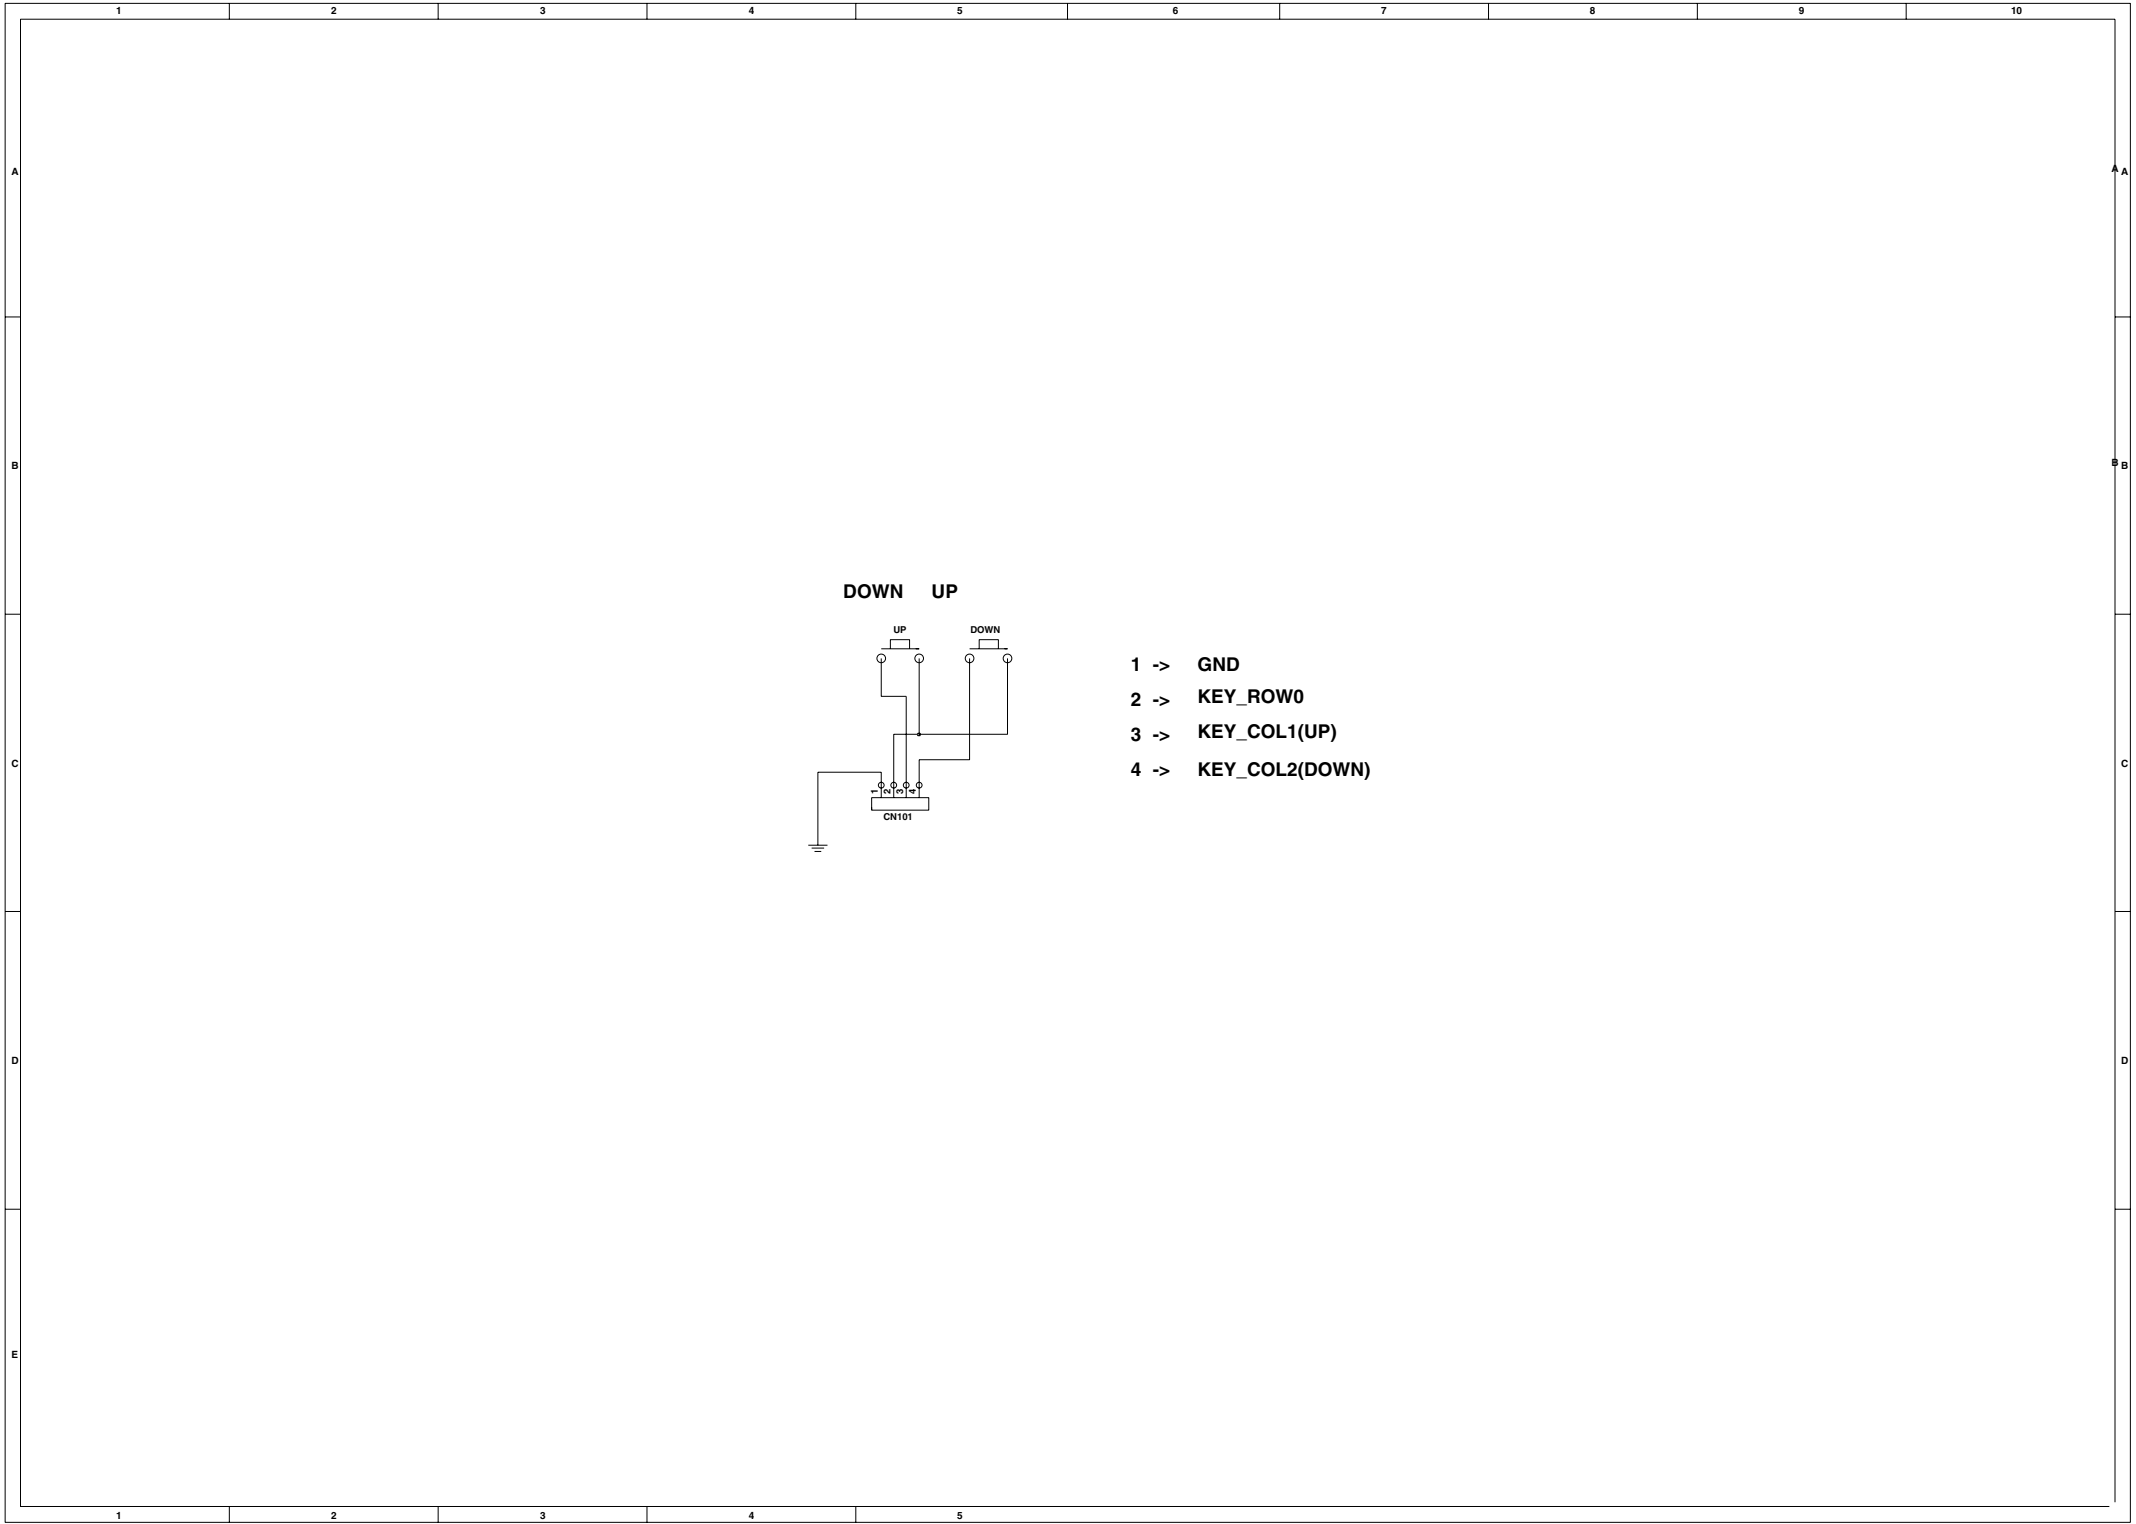 1 2 3 4 5 6 7 8 9 10
A A A
B B B
DOWN UP
UP DOWN
1 -> GND
2 -> KEY_ROW0
3 -> KEY_COL1(UP)
C C
4 -> KEY_COL2(DOWN)
1 2 3 4
CN101
D D
E
1 2 3 4 5